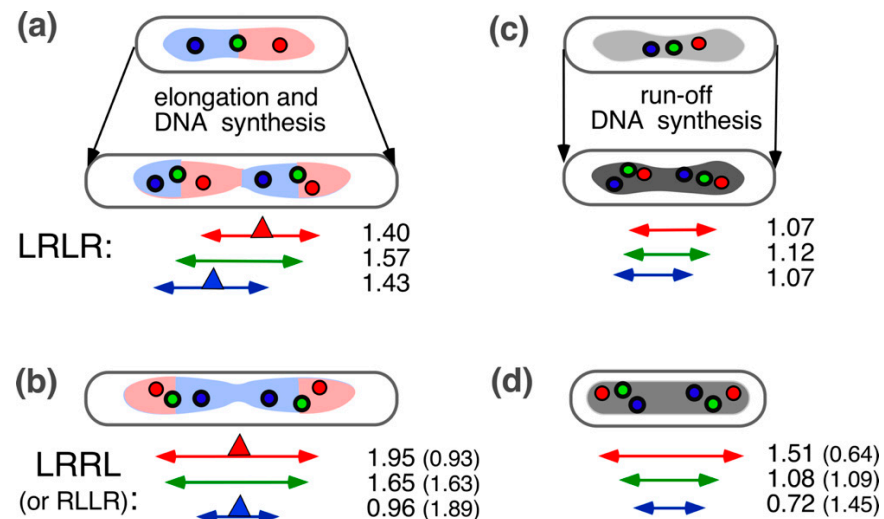 (a)
elongation and
DNA synthesis
LRLR:
1.40
1.57
1.43
(c)
run-off
DNA synthesis
1.07
1.12
1.07
(b)
LRRL
(or RLLR):
1.95 (0.93)
1.65 (1.63)
0.96 (1.89)
(d)
1.51 (0.64)
1.08 (1.09)
0.72 (1.45)